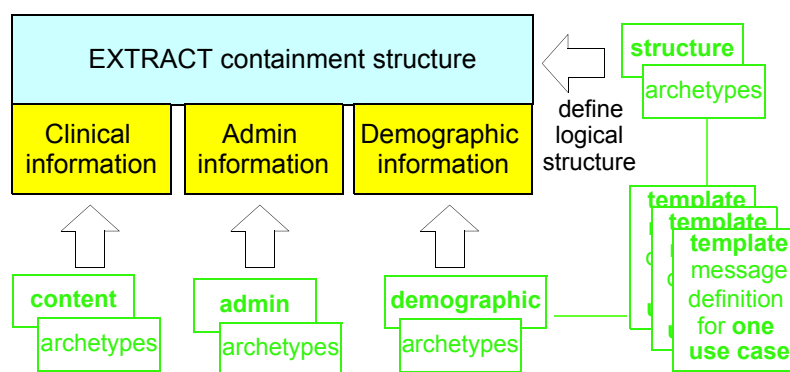 EXTRACT containment structure
structure
archetypes
define
logical
structure
Clinical
information
Admin
information
Demographic
information
template
template
template
message
definition
for one
use case
content
archetypes
admin
archetypes
demographic
archetypes